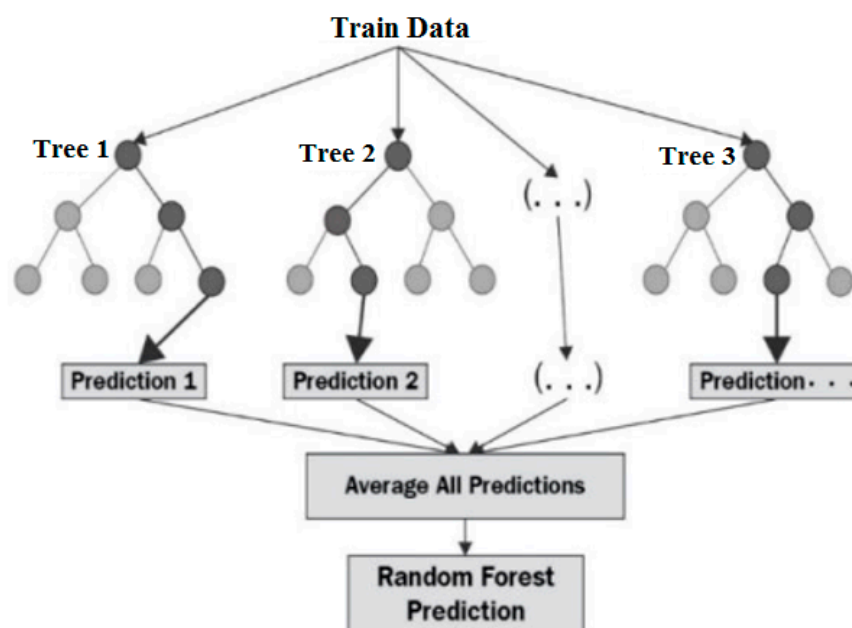 Train Data
Tree 1
Tree 2
Tree 3
(. . .)
Prediction 1
Prediction 2
(. . .)
Prediction . . .
Average All Predictions
Random Forest
Prediction